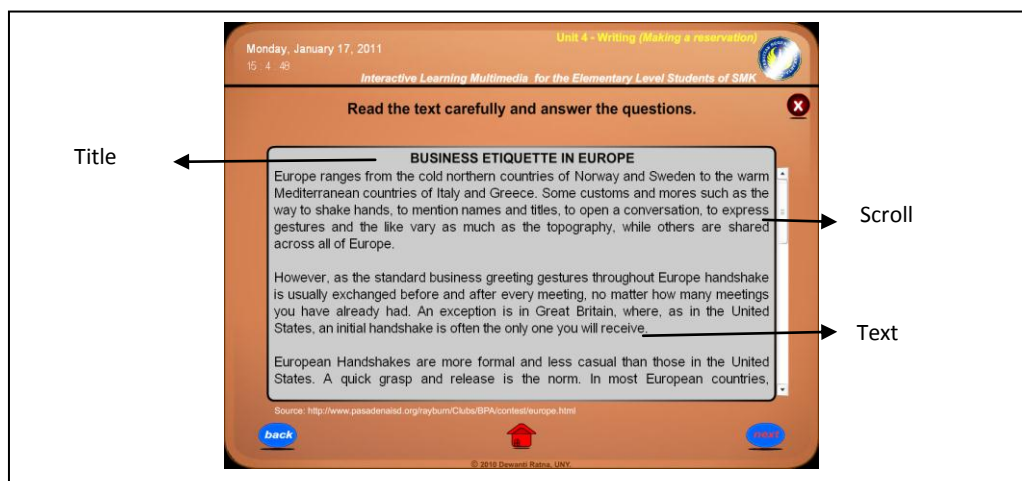 Unit 4 - Writing (Making a reservation)
Monday, January 17, 2011
15 : 4 : 48
Interactive Learning Multimedia for the Elementary Level Students of SMK
Read the text carefully and answer the questions.
X
Title
BUSINESS ETIQUETTE IN EUROPE
Europe ranges from the cold northern countries of Norway and Sweden to the warm
Mediterranean countries of Italy and Greece. Some customs and mores such as the
way to shake hands, to mention names and titles, to open a conversation, to express
gestures and the like vary as much as the topography, while others are shared
across all of Europe.
Scroll
However, as the standard business greeting gestures throughout Europe handshake
is usually exchanged before and after every meeting, no matter how many meetings
you have already had. An exception is in Great Britain, where, as in the United
States, an initial handshake is often the only one you will receive.
Text
European Handshakes are more formal and less casual than those in the United
States. A quick grasp and release is the norm. In most European countries,
Source: http://www.pasadenaisd.org/rayburn/Clubs/BPA/contest/europe.html
back
next
© 2010 Dewanti Ratna, UNY.